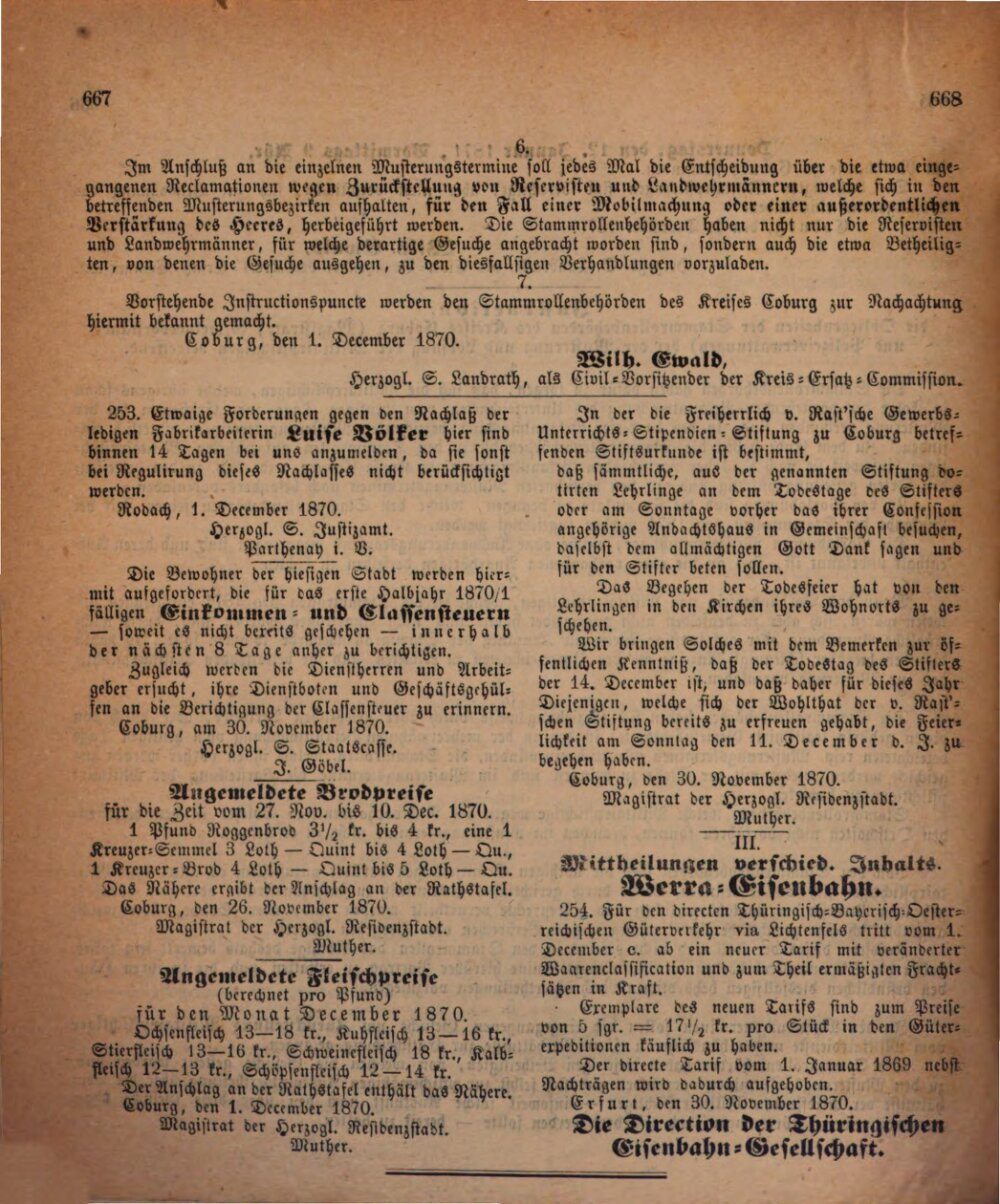 667
668
6.
Im Anschluß an die einzelnen Musterungstermine soll jedes Mal die Entscheidung über die etwa einge=
gangenen Reclamationen wegen Zurückstellung von Reservisten und Landwehrmännern, welche sich in den
betreffenden Musterungsbezirken aufhalten, für den Fall einer Mobilmachung oder einer außerordentlichen
Verstärkung des Heeres, herbeigeführt werden. Die Stammrollenbehörden haben nicht nur die Reservisten
und Landwehrmänner, für welche derartige Gesuche angebracht worden sind, sondern auch die etwa Betheilig=
ten, von denen die Gesuche ausgehen, zu den diesfallsigen Verhandlungen vorzuladen.
7.
Vorstehende Instructionspuncte werden den Stammrollenbehörden des Kreises Coburg zur Nachachtung
hiermit bekannt gemacht.
Coburg, den 1. December 1870.
Wilh. Ewald,
Herzogl. S. Landrath, als Civil=Vorsitzender der Kreis=Ersatz=Commission.
253. Etwaige Forderungen gegen den Nachlaß der
ledigen Fabrikarbeiterin Luise Völker hier sind
binnen 14 Tagen bei uns anzumelden, da sie sonst
bei Regulirung dieses Nachlasses nicht berücksichtigt
werden.
Rodach, 1. December 1870.
Herzogl. S. Justizamt.
Parthenay i. V.
Die Bewohner der hiesigen Stadt werden hier=
mit aufgefordert, die für das erste Halbjahr 1870/1
fälligen Einkommen= und Classensteuern
— soweit es nicht bereits geschehen — innerhalb
der nächsten 8 Tage anher zu berichtigen.
Zugleich werden die Dienstherren und Arbeit=
geber ersucht, ihre Dienstboten und Geschäftsgehül=
fen an die Berichtigung der Classensteuer zu erinnern.
Coburg, am 30. November 1870.
Herzogl. S. Staatscasse.
J. Göbel.
Angemeldete Brodpreise
für die Zeit vom 27. Nov. bis 10. Dec. 1870.
1 Pfund Roggenbrod 3 1/2 kr. bis 4 kr., eine 1
Kreuzer=Semmel 3 Loth — Quint bis 4 Loth — Qu.,
1 Kreuzer=Brod 4 Loth — Quint bis 5 Loth — Qu.
Das Nähere ergibt der Anschlag an der Rathstafel.
Coburg, den 26. November 1870.
Magistrat der Herzogl. Residenzstadt.
Muther.
Angemeldete Fleischpreise
(berechnet pro Pfund)
für den Monat December 1870.
Ochsenfleisch 13—18 kr., Kuhfleisch 13—16 kr.,
Stierfleisch 13—16 kr., Schweinefleisch 18 kr., Kalb=
fleisch 12—13 kr., Schöpsenfleisch 12—14 kr.
Der Anschlag an der Rathstafel enthält das Nähere.
Coburg, den 1. December 1870.
Magistrat der Herzogl. Residenzstadt.
Muther.
In der die Freiherrlich v. Rast'sche Gewerbs=
Unterrichts=Stipendien=Stiftung zu Coburg betref=
fenden Stiftsurkunde ist bestimmt,
daß sämmtliche, aus der genannten Stiftung do=
tirten Lehrlinge an dem Todestage des Stifters
oder am Sonntage vorher das ihrer Confession
angehörige Andachtshaus in Gemeinschaft besuchen,
daselbst dem allmächtigen Gott Dank sagen und
für den Stifter beten sollen.
Das Begehen der Todesfeier hat von den
Lehrlingen in den Kirchen ihres Wohnorts zu ge=
schehen.
Wir bringen Solches mit dem Bemerken zur öf=
fentlichen Kenntniß, daß der Todestag des Stifters
der 14. December ist, und daß daher für dieses Jahr
Diejenigen, welche sich der Wohlthat der v. Rast'=
schen Stiftung bereits zu erfreuen gehabt, die Feier=
lichkeit am Sonntag den 11. December d. J. zu
begehen haben.
Coburg, den 30. November 1870.
Magistrat der Herzogl. Residenzstadt.
Muther.
III.
Mittheilungen verschied. Inhalts.
Werra=Eisenbahn.
254. Für den directen Thüringisch=Bayerisch=Oester=
reichischen Güterverkehr via Lichtenfels tritt vom 1.
December c. ab ein neuer Tarif mit veränderter
Waarenclassification und zum Theil ermäßigten Fracht=
sätzen in Kraft.
Exemplare des neuen Tarifs sind zum Preise
von 5 sgr. = 17 1/2 kr. pro Stück in den Güter=
expeditionen käuflich zu haben.
Der directe Tarif vom 1. Januar 1869 nebst
Nachträgen wird dadurch aufgehoben.
Erfurt, den 30. November 1870.
Die Direction der Thüringischen
Eisenbahn=Gesellschaft.